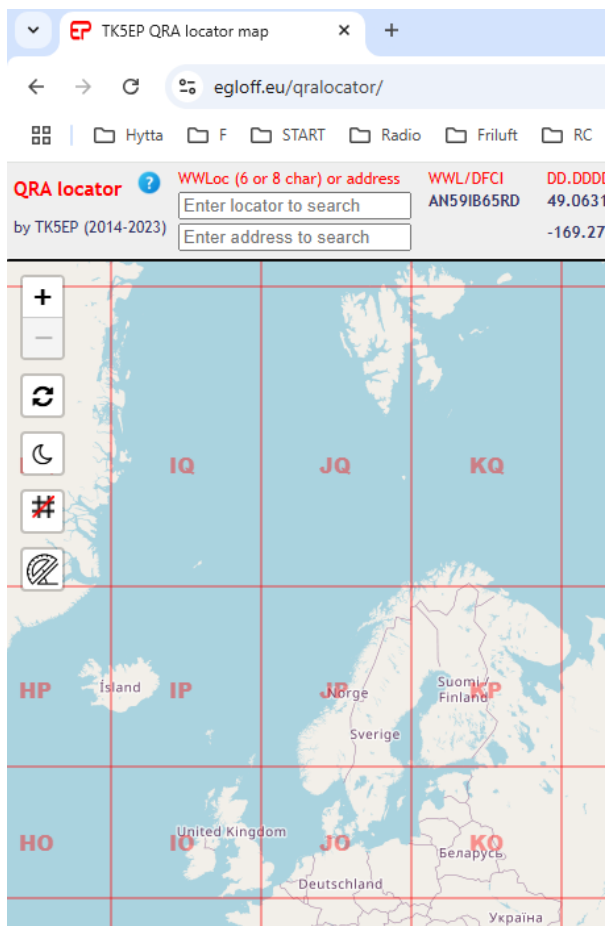 TK5EP QRA locator map
egloff.eu/qralocator/
Hytta F START Radio Friluft RC
QRA locator ?
by TK5EP (2014-2023)
WWLoc (6 or 8 char) or address
Enter locator to search
Enter address to search
WWL/DFCI
AN59IB65RD
DD.DDDD
49.0631
-169.27
IQ JQ KQ
HP Ísland IP JP Norge Suomi / Finland KP
Sverige
HO United Kingdom IO JO Беларусь KO
Deutschland
Україна